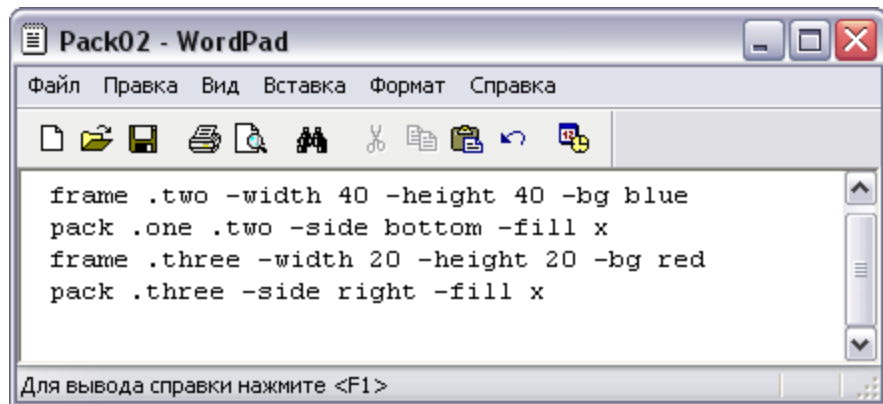 Pack02 - WordPad
Файл Правка Вид Вставка Формат Справка
frame .two -width 40 -height 40 -bg blue
pack .one .two -side bottom -fill x
frame .three -width 20 -height 20 -bg red
pack .three -side right -fill x
Для вывода справки нажмите <F1>